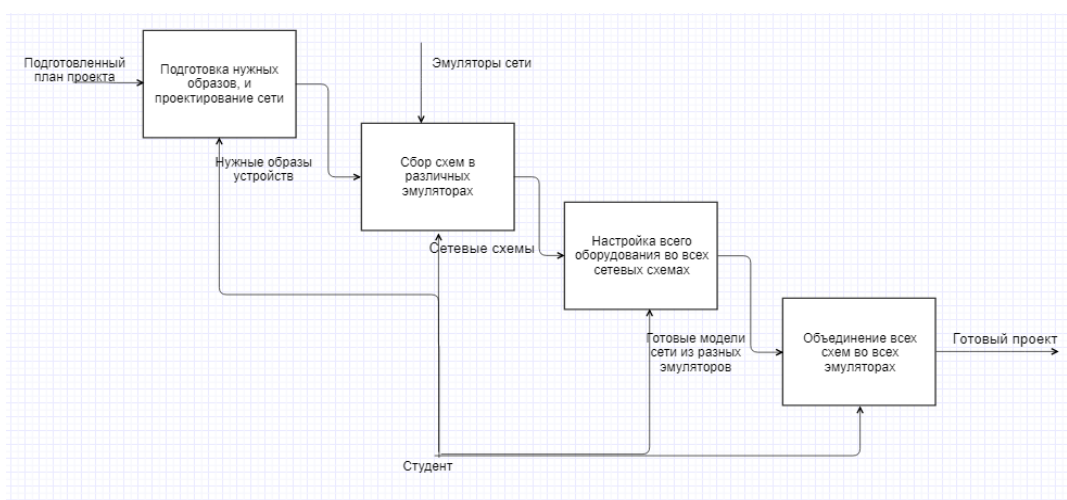 Подготовленный
план проекта
Подготовка нужных
образов, и
проектирование сети
Эмуляторы сети
Нужные образы
устройств
Сбор схем в
различных
эмуляторах
Сетевые схемы
Настройка всего
оборудования во всех
сетевых схемах
Готовые модели
сети из разных
эмуляторов
Объединение всех
схем во всех
эмуляторах
Готовый проект
Студент